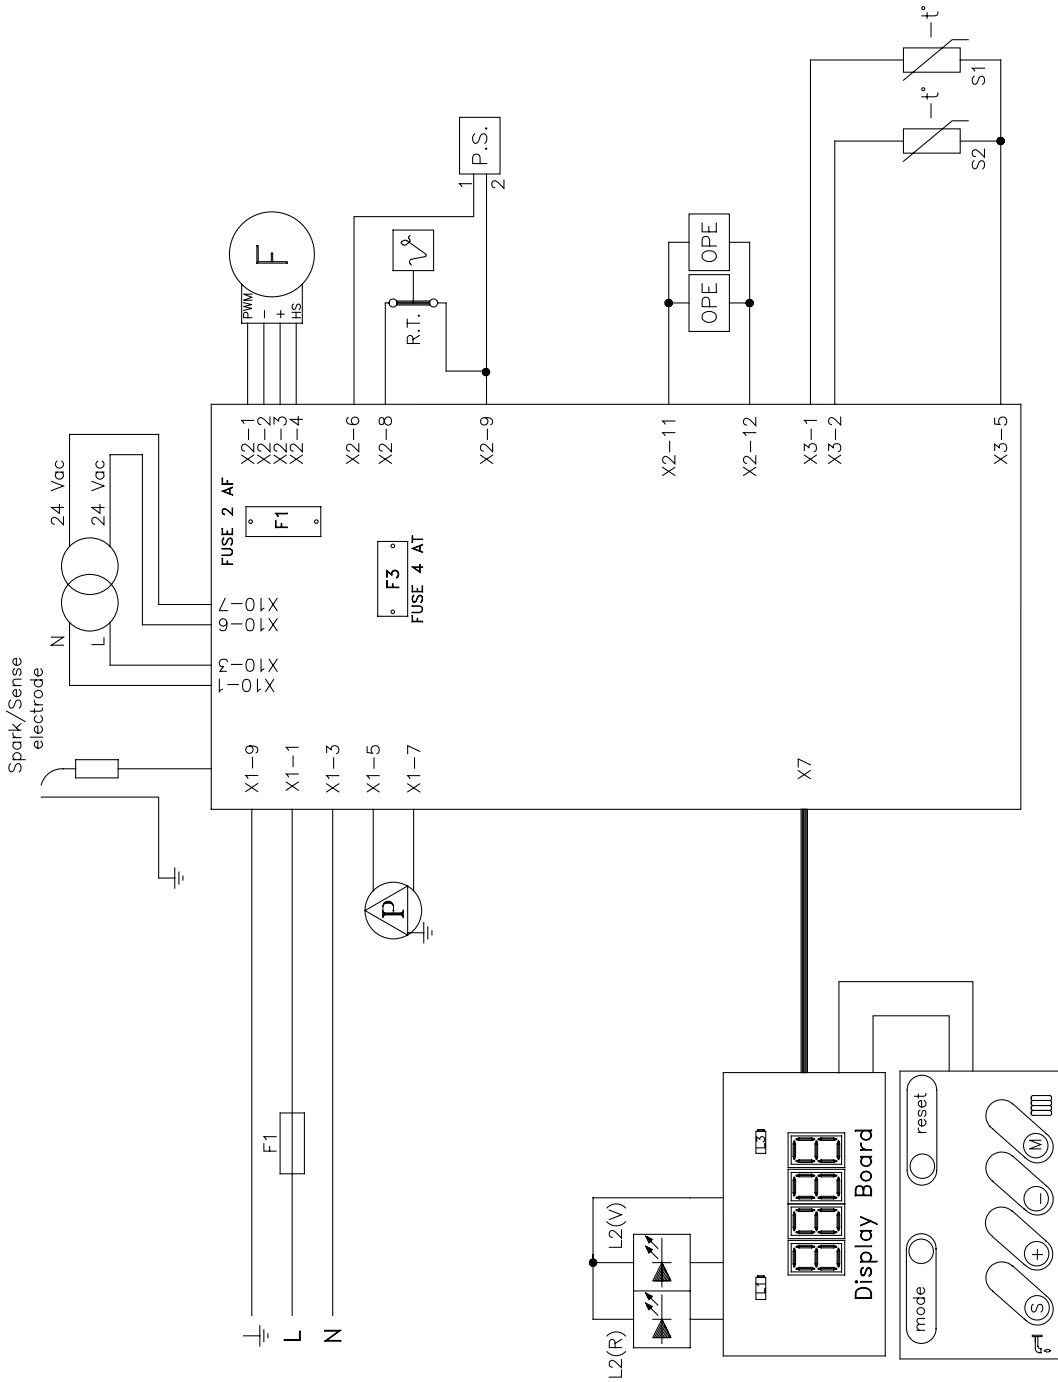 Spark/Sense
electrode
N
L
24 Vac
24 Vac
X10-1
X10-3
X10-6
X10-7
FUSE 2 AF
F1
F3
FUSE 4 AT
X1-9
X1-1
X1-3
X1-5
X1-7
X7
X2-1
X2-2
X2-3
X2-4
X2-6
X2-8
X2-9
X2-11
X2-12
X3-1
X3-2
X3-5
PWM
-
+
HS
F
R.T.
P.S.
1
2
OPE
OPE
S1
-t°
S2
-t°
P
F1
L
N
L2(R)
L2(V)
L1
L3
8888
Display Board
mode
reset
S
+
-
M